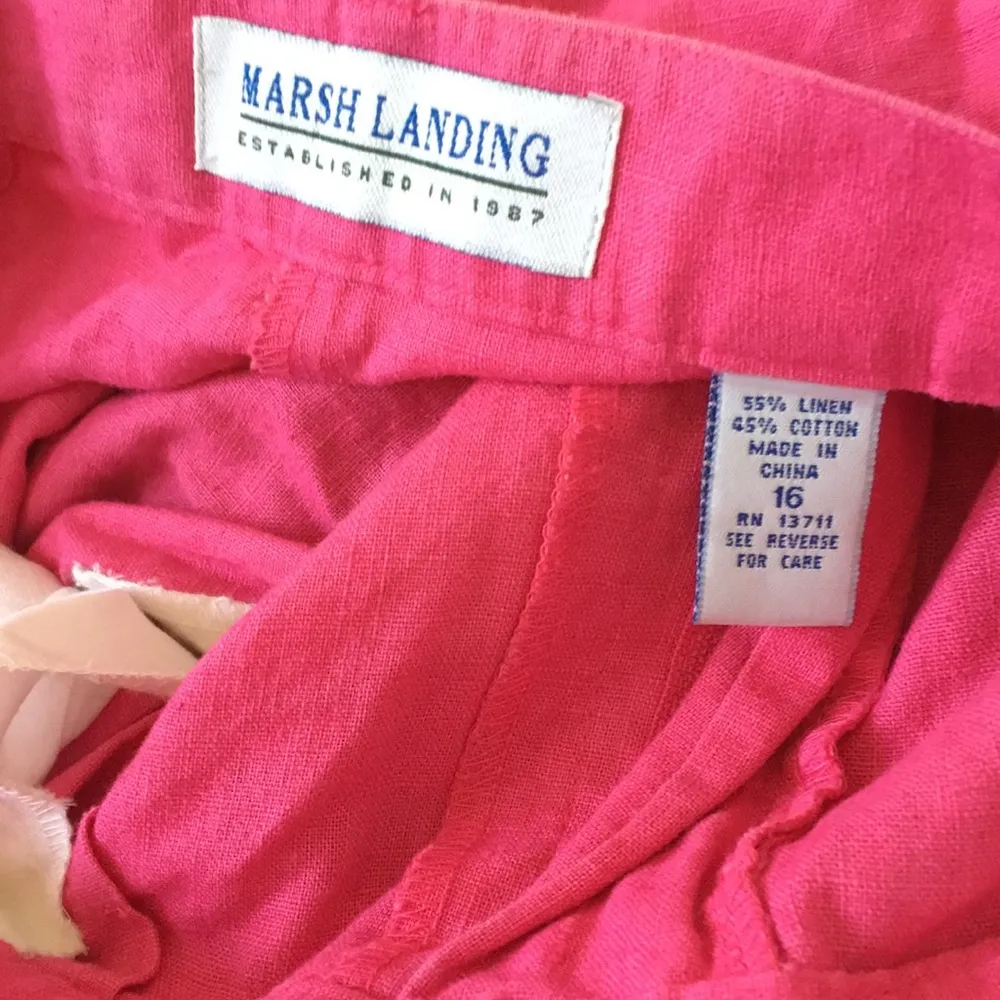 MARSH LANDING
ESTABLISHED IN 1987
55% LINEN
45% COTTON
MADE IN
CHINA
16
RN 13711
SEE REVERSE
FOR CARE